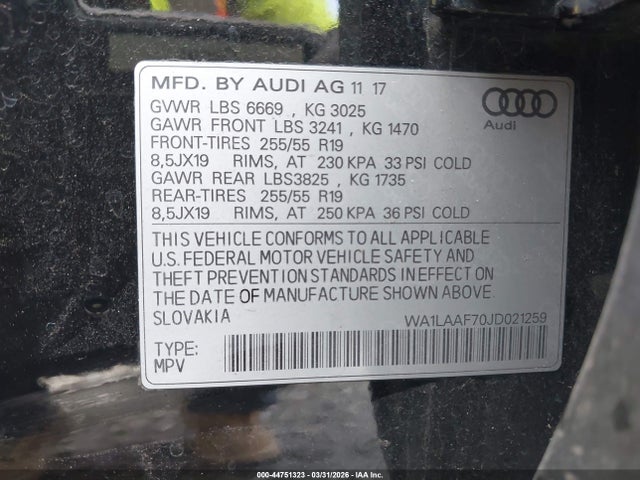 MFD. BY AUDI AG 11 17
GVWR LBS 6669 , KG 3025
GAWR FRONT LBS 3241 , KG 1470
FRONT-TIRES 255/55 R19
8,5JX19 RIMS, AT 230 KPA 33 PSI COLD
GAWR REAR LBS3825 , KG 1735
REAR-TIRES 255/55 R19
8,5JX19 RIMS, AT 250 KPA 36 PSI COLD
Audi
THIS VEHICLE CONFORMS TO ALL APPLICABLE
U.S. FEDERAL MOTOR VEHICLE SAFETY AND
THEFT PREVENTION STANDARDS IN EFFECT ON
THE DATE OF MANUFACTURE SHOWN ABOVE.
SLOVAKIA WA1LAAF70JD021259
TYPE:
MPV
000-44751323 - 03/31/2026 - IAA Inc.